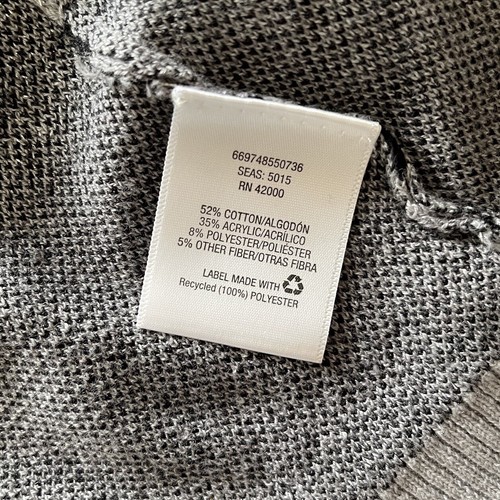 669748550736
SEAS: 5015
RN 42000
52% COTTON/ALGODÓN
35% ACRYLIC/ACRÍLICO
8% POLYESTER/POLIÉSTER
5% OTHER FIBER/OTRAS FIBRA
LABEL MADE WITH
Recycled (100%) POLYESTER